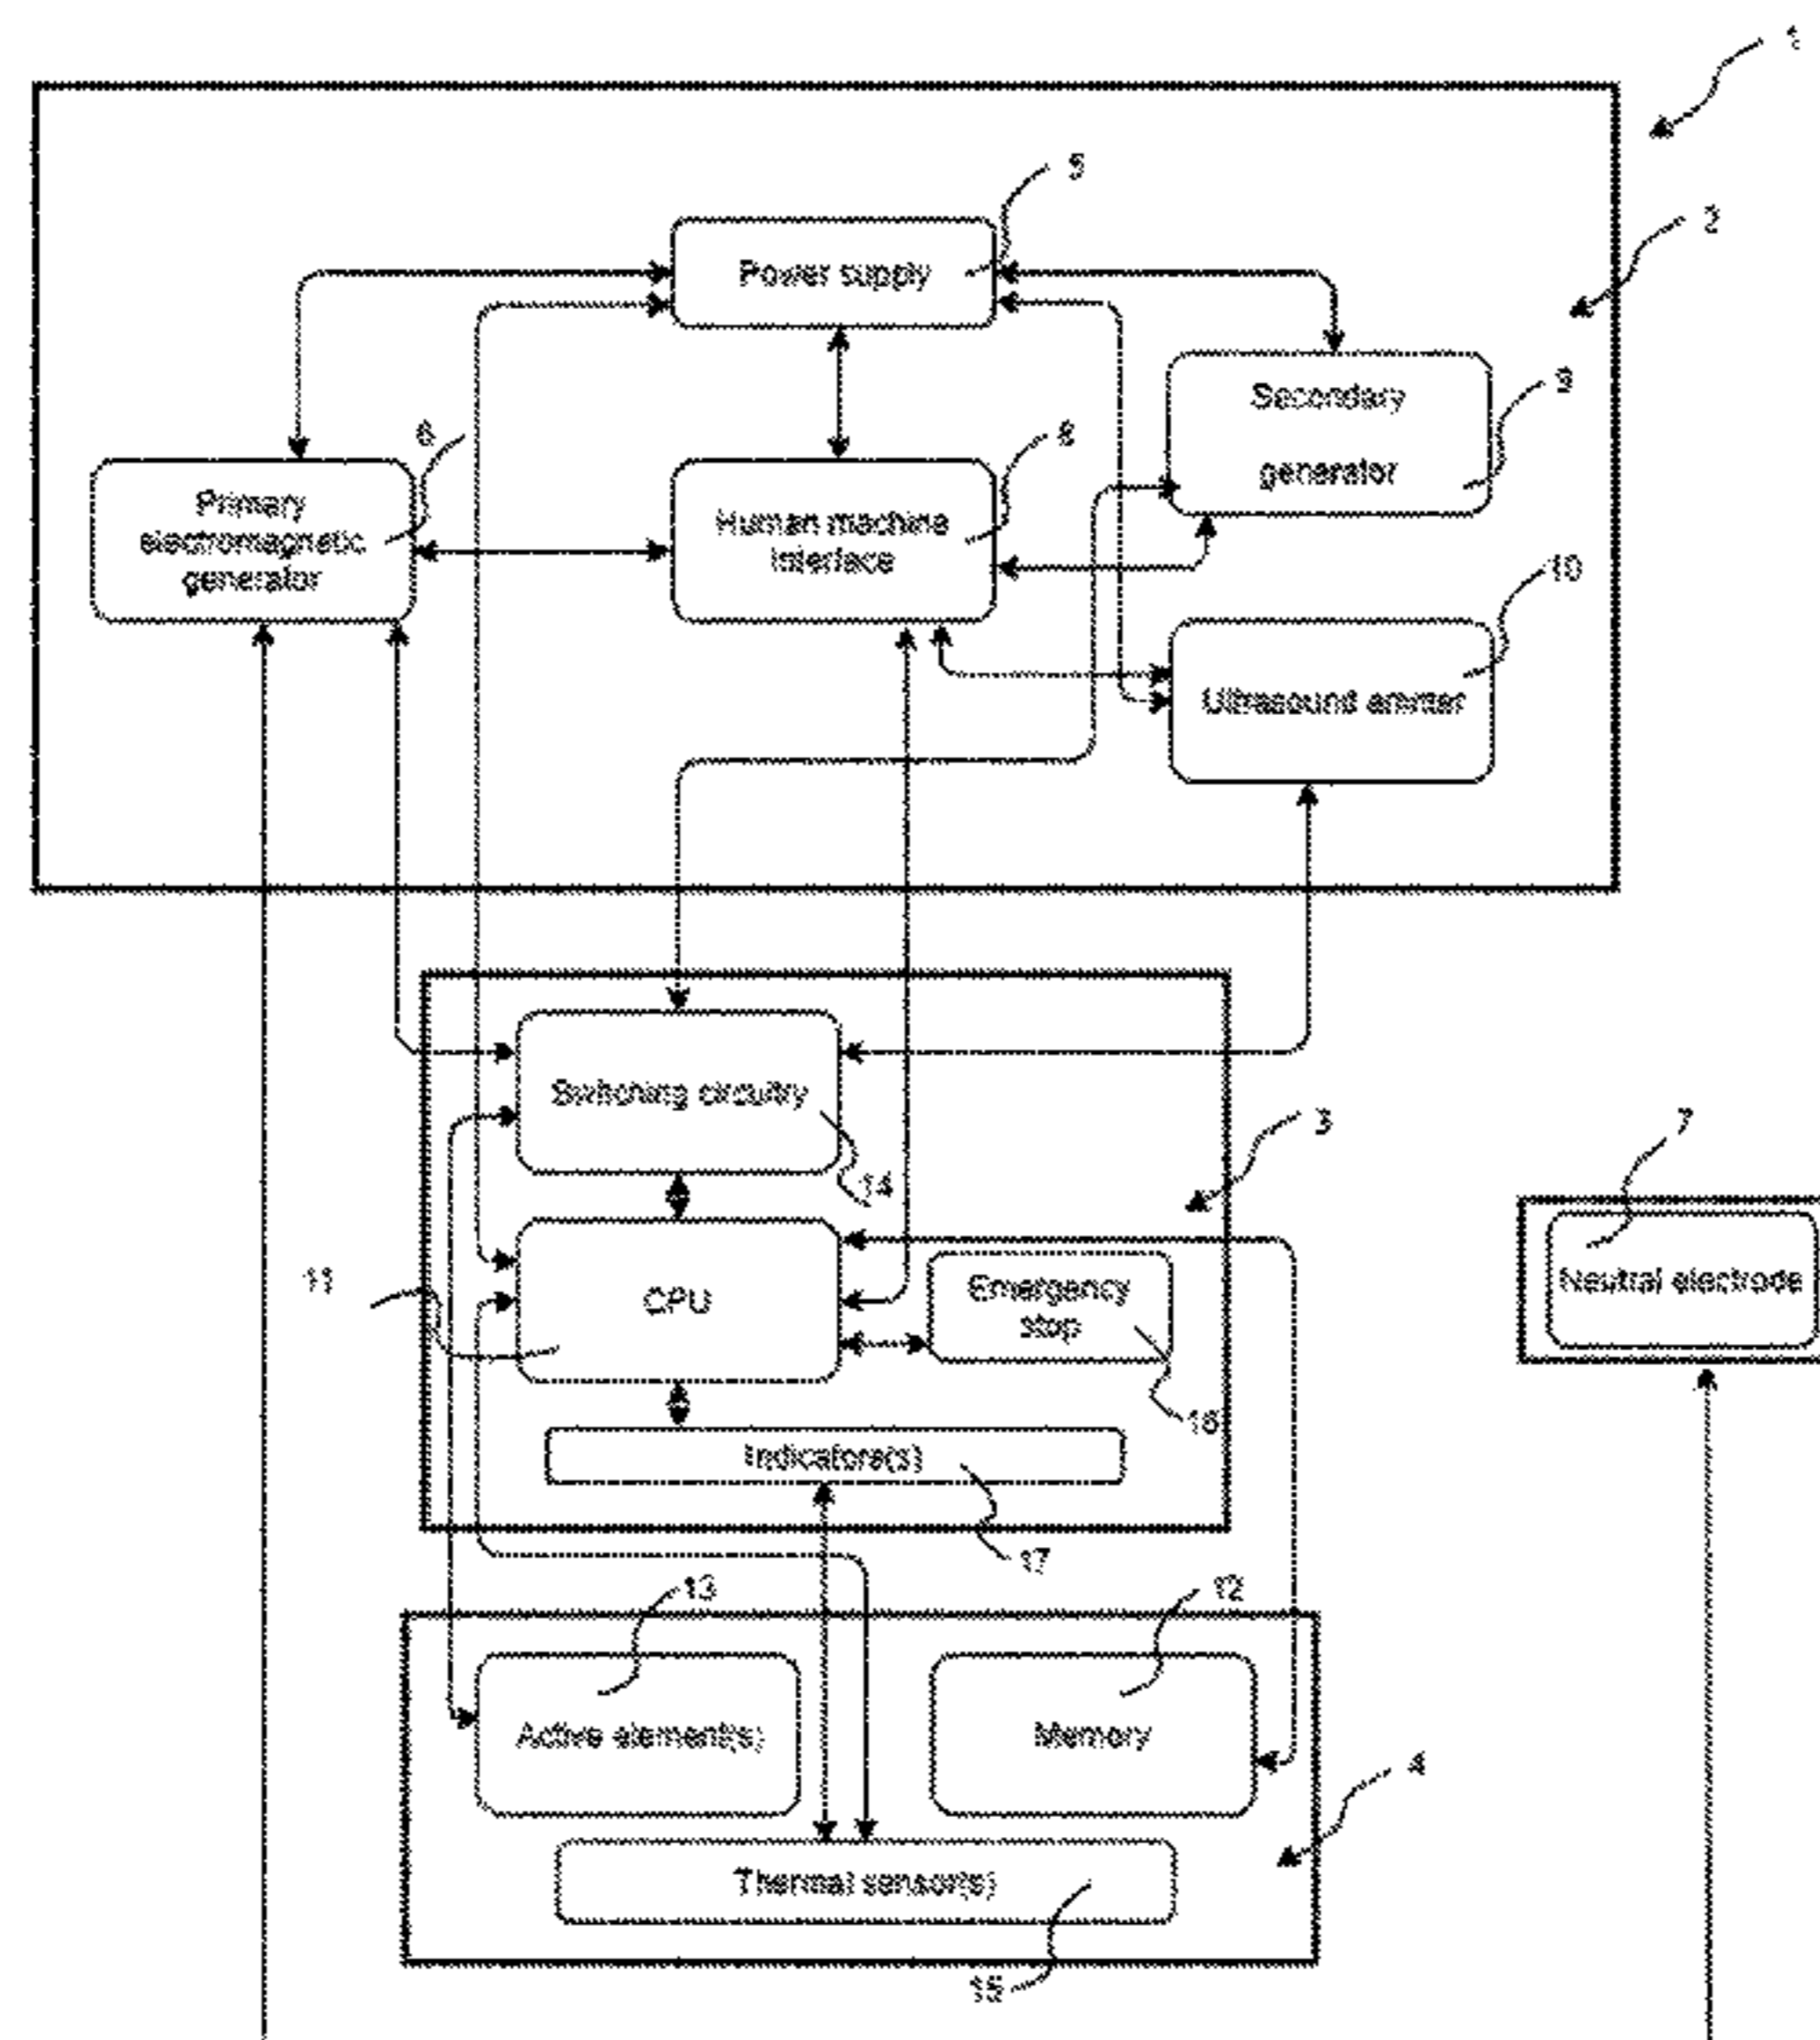 1
2
5
Power supply
9
Secondary
generator
6
Primary
electromagnetic
generator
8
Human machine
interface
10
Ultrasound emitter
3
Switching circuitry
14
7
Neutral electrode
11
CPU
Emergency
stop
16
Indicatore(s)
17
13
12
Active element(s)
Memory
4
Thermal sensor(s)
15